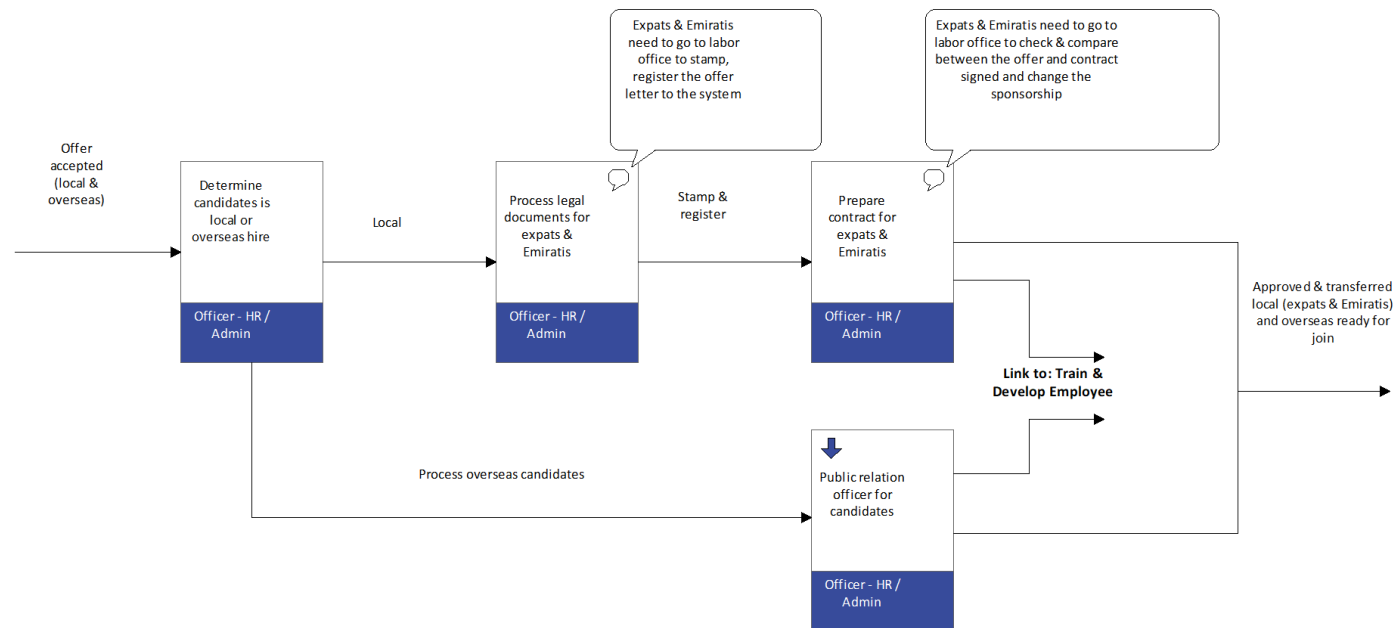 Expats & Emiratis
need to go to labor
office to stamp,
register the offer
letter to the system
Expats & Emiratis need to go to
labor office to check & compare
between the offer and contract
signed and change the
sponsorship
Offer
accepted
(local &
overseas)
Determine
candidates is
local or
overseas hire
Officer - HR /
Admin
Local
Process legal
documents for
expats &
Emiratis
Officer - HR /
Admin
Stamp &
register
Prepare
contract for
expats &
Emiratis
Officer - HR /
Admin
Approved & transferred
local (expats & Emiratis)
and overseas ready for
join
Link to: Train &
Develop Employee
Process overseas candidates
Public relation
officer for
candidates
Officer - HR /
Admin